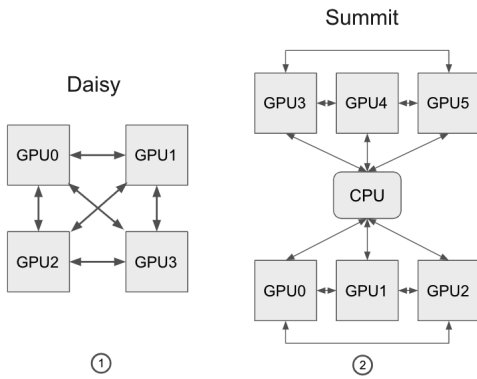 Daisy
GPU0 GPU1
GPU2 GPU3
①
Summit
GPU3 GPU4 GPU5
CPU
GPU0 GPU1 GPU2
②